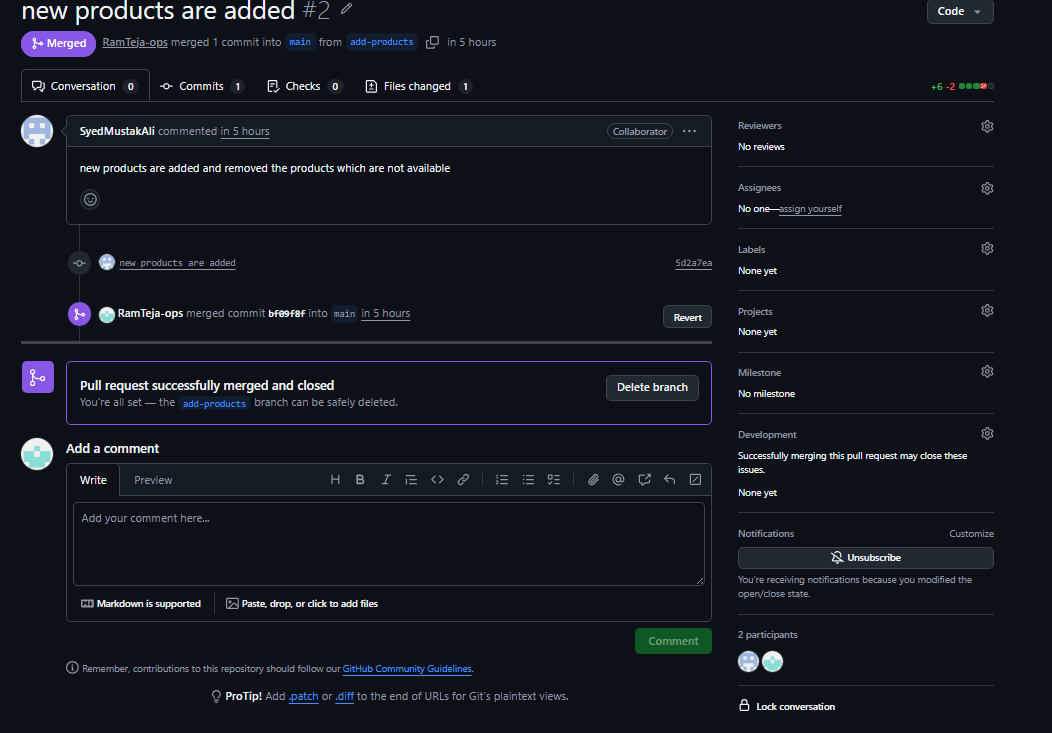 new products are added #2
Code
Merged RamTeja-ops merged 1 commit into main from add-products in 5 hours
Conversation 0 Commits 1 Checks 0 Files changed 1
+6 -2
SyedMustakAli commented in 5 hours Collaborator
new products are added and removed the products which are not available
new products are added 5d2a7ea
RamTeja-ops merged commit bf09f8f into main in 5 hours Revert
Pull request successfully merged and closed
You're all set — the add-products branch can be safely deleted.
Delete branch
Add a comment
Write Preview
Add your comment here...
Markdown is supported Paste, drop, or click to add files
Comment
Remember, contributions to this repository should follow our GitHub Community Guidelines.
ProTip! Add .patch or .diff to the end of URLs for Git's plaintext views.
Reviewers
No reviews
Assignees
No one—assign yourself
Labels
None yet
Projects
None yet
Milestone
No milestone
Development
Successfully merging this pull request may close these
issues.
None yet
Notifications Customize
Unsubscribe
You're receiving notifications because you modified the
open/close state.
2 participants
Lock conversation